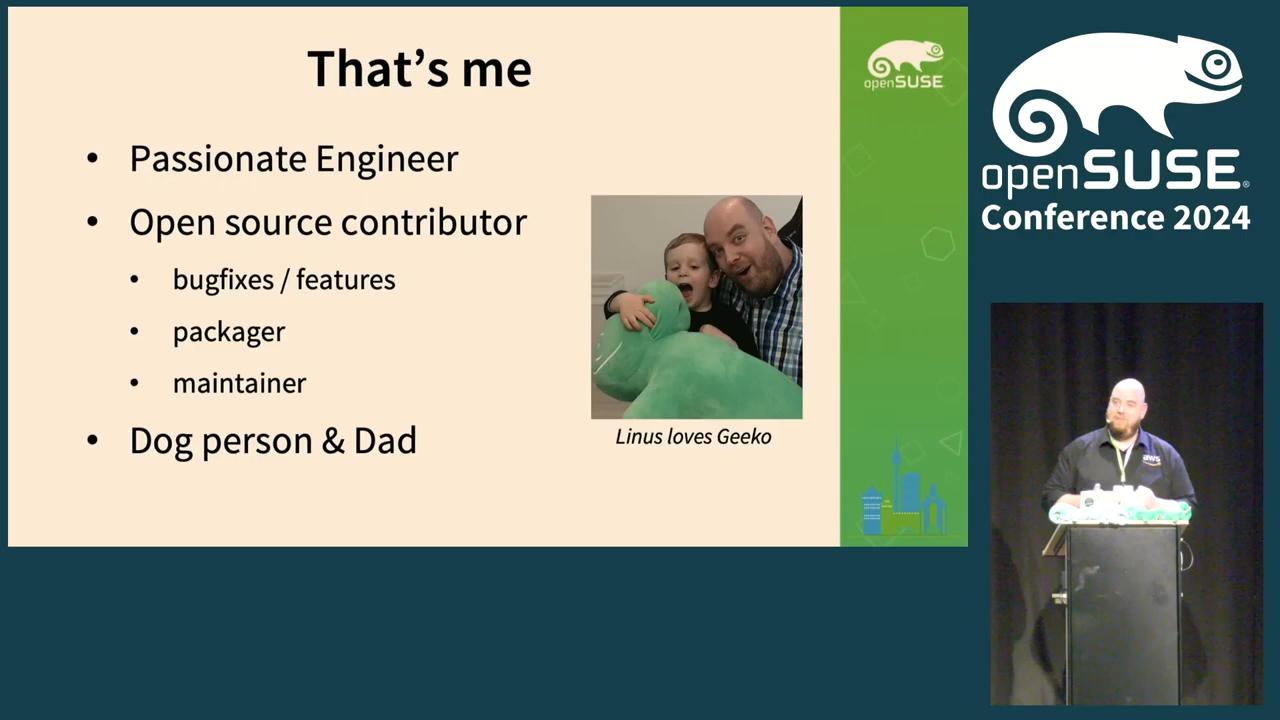 That's me
• Passionate Engineer
• Open source contributor
• bugfixes / features
• packager
• maintainer
• Dog person & Dad
Linus loves Geeko
openSUSE
openSUSE®
Conference 2024
aws